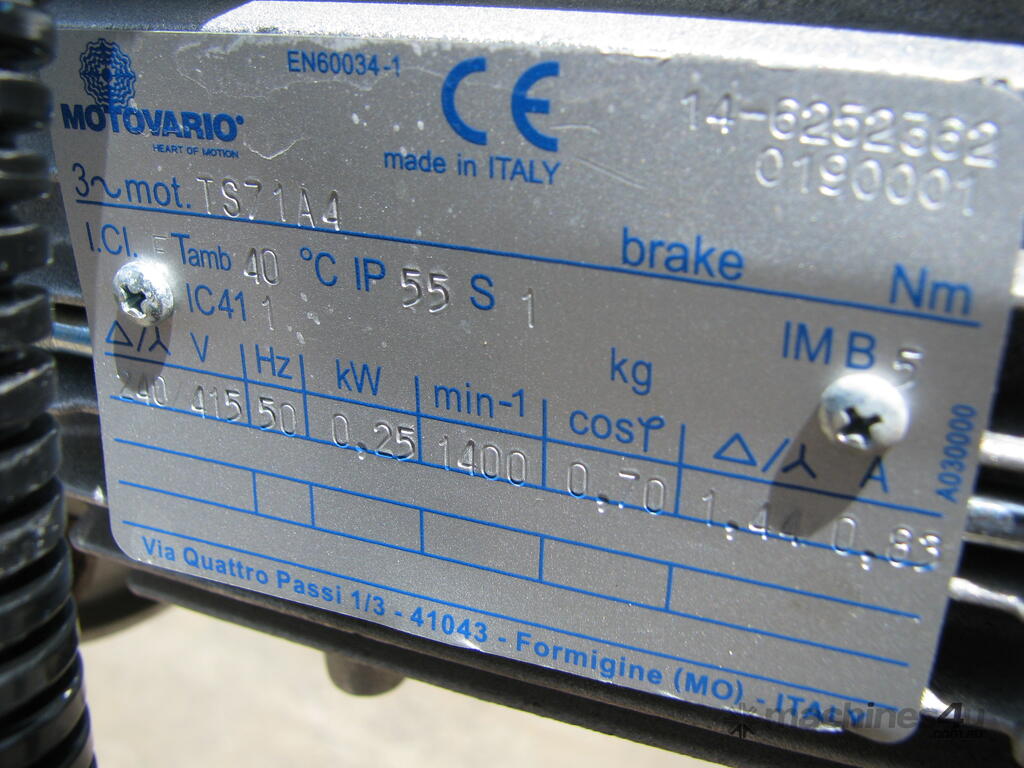 MOTOVARIO®
HEART OF MOTION
EN60034-1
CE
made in ITALY
14-6252362
0190001
3~mot. TS71A4
brake Nm
I.Cl. F Tamb 40 °C IP 55 S 1
IC41 1
kg
IM B 5
Δ/⅄ V Hz kW min-1 cosφ Δ/⅄ A
240/415 50 0,25 1400 0,70 1,44 0,83
A030000
Via Quattro Passi 1/3 - 41043 - Formigine (MO) - ITALY
machines4u
.com.au